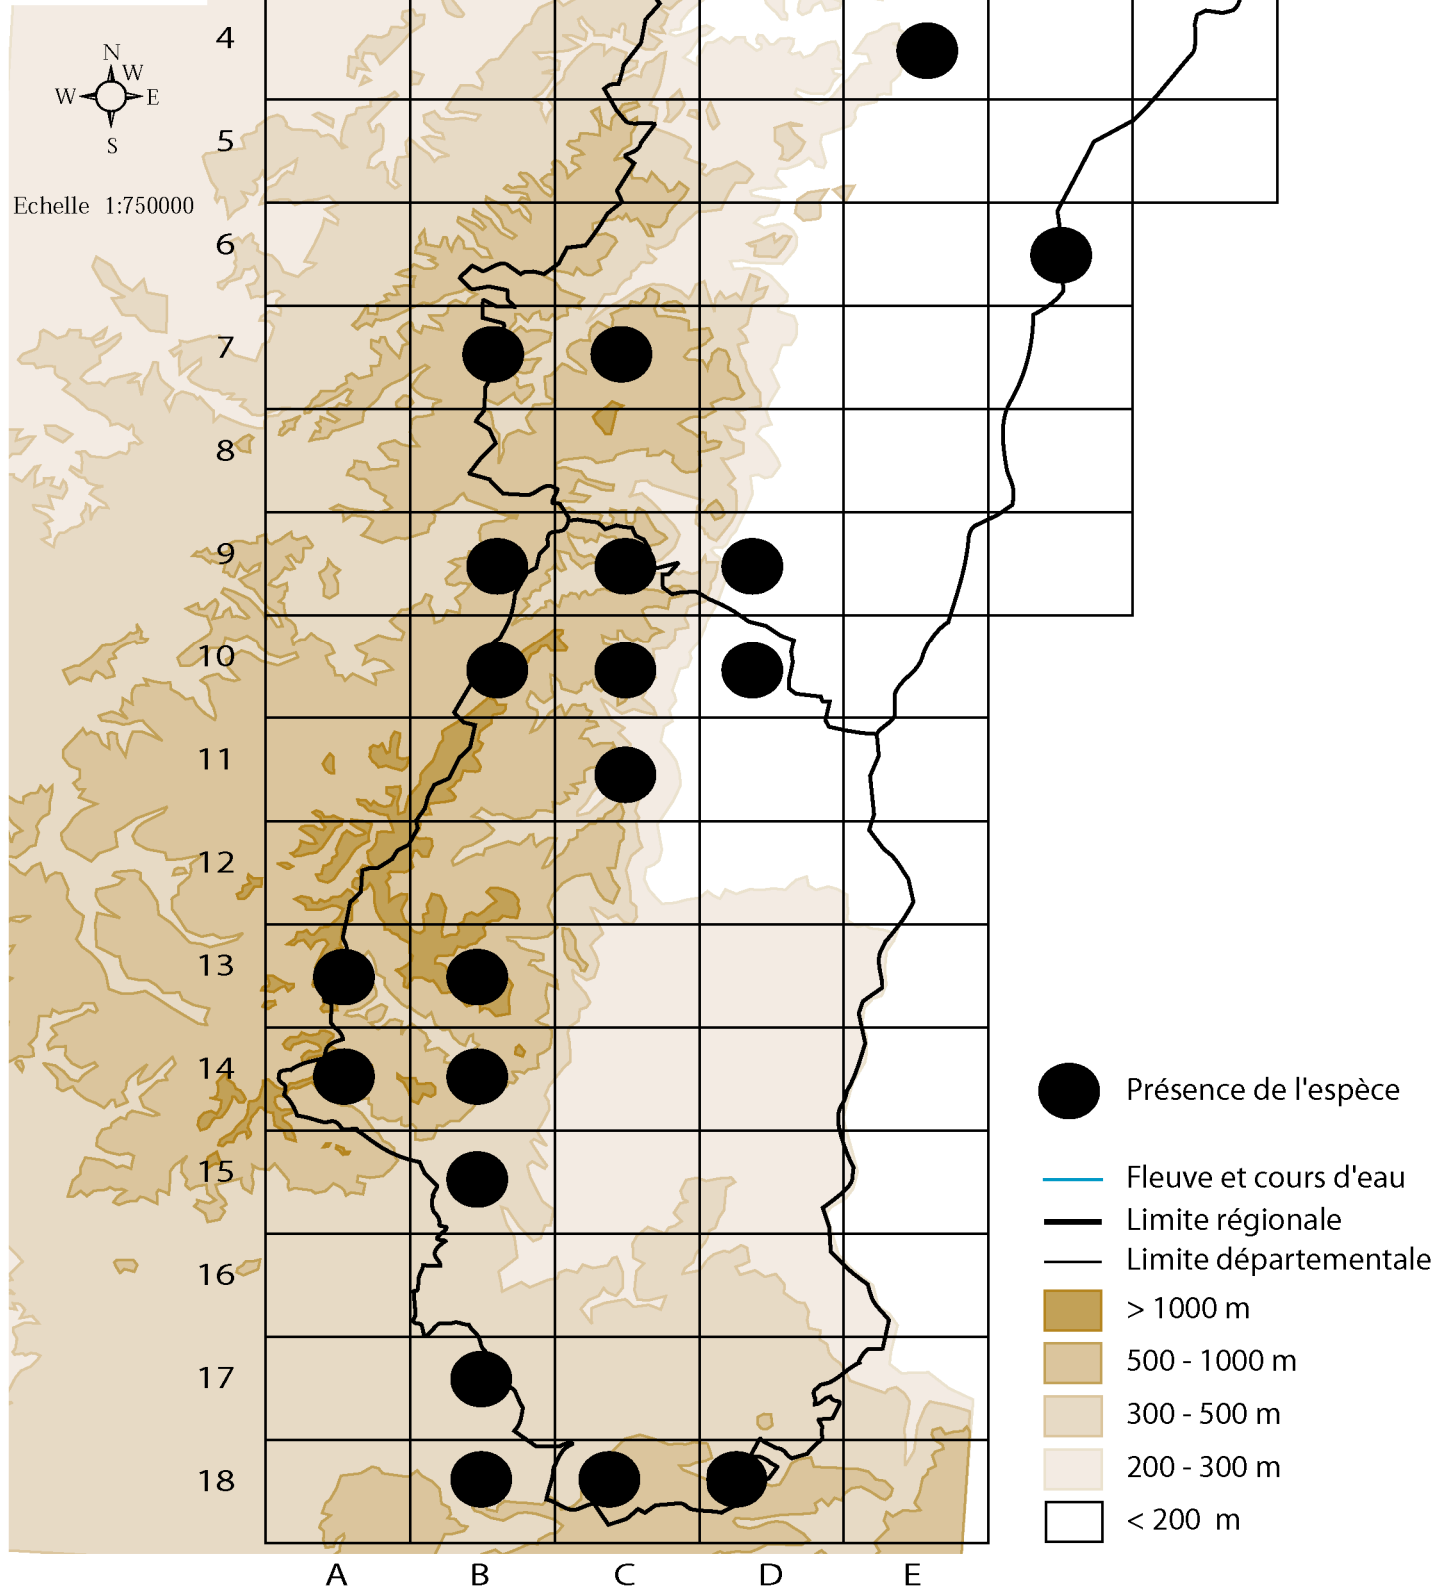 4
N
W
W E
S
5
Echelle 1:750000
6
7
8
9
10
11
12
13
14
15
16
17
18
A B C D E
Présence de l'espèce
Fleuve et cours d'eau
Limite régionale
Limite départementale
> 1000 m
500 - 1000 m
300 - 500 m
200 - 300 m
< 200 m